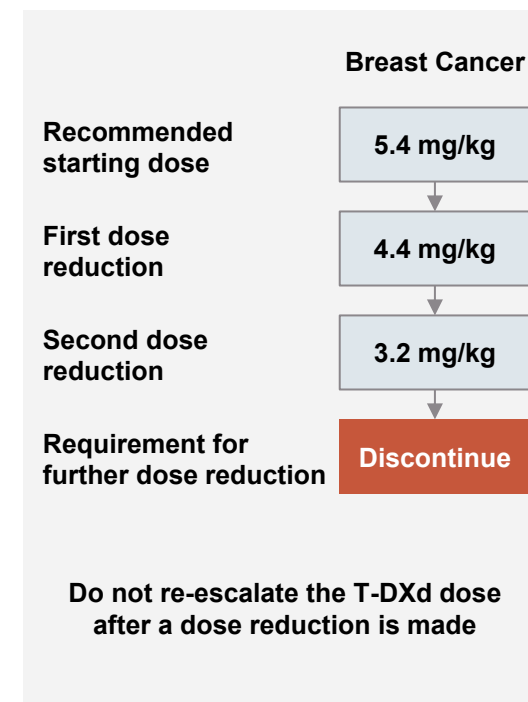 Breast Cancer
Recommended
starting dose
5.4 mg/kg
First dose
reduction
4.4 mg/kg
Second dose
reduction
3.2 mg/kg
Requirement for
further dose reduction
Discontinue
Do not re-escalate the T-DXd dose
after a dose reduction is made